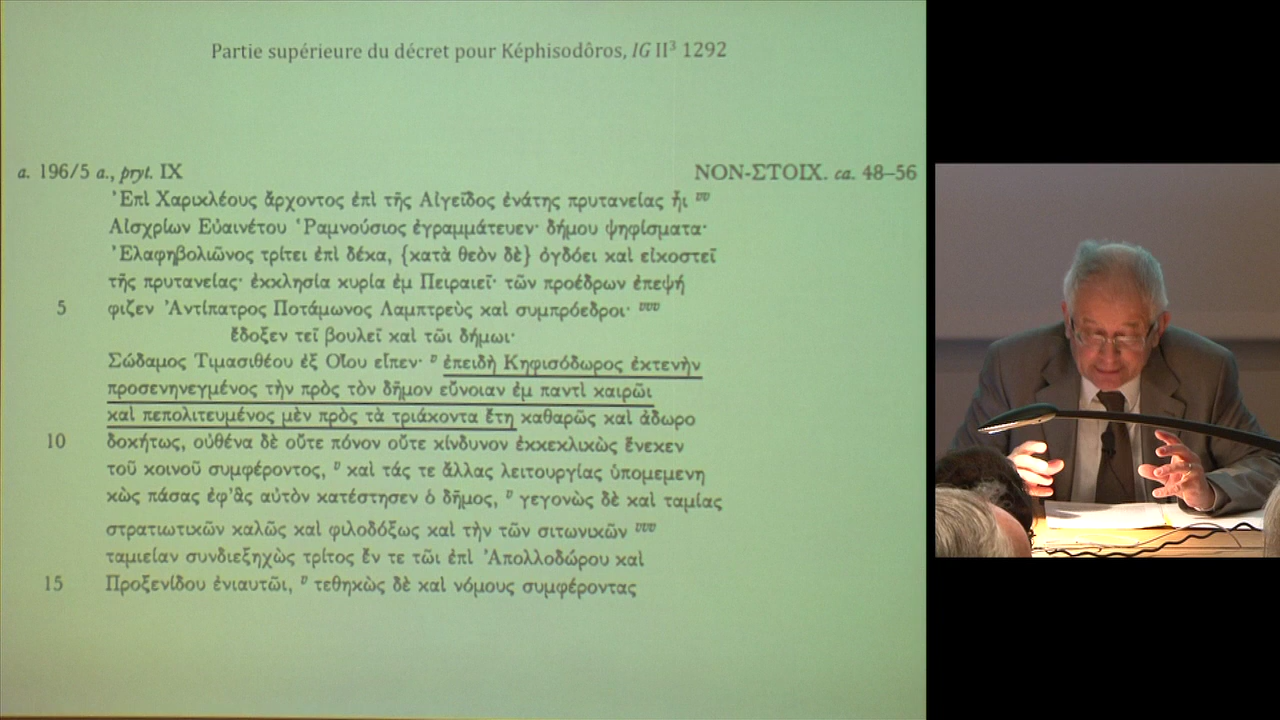 Partie supérieure du décret pour Képhisodôros, IG II³ 1292
a. 196/5 a., pryt. IX ΝΟΝ-ΣΤΟΙΧ. ca. 48–56
Ἐπὶ Χαρικλέους ἄρχοντος ἐπὶ τῆς Αἰγεῖδος ἐνάτης πρυτανείας ἧι vv
Αἰσχρίων Εὐαινέτου Ῥαμνούσιος ἐγραμμάτευεν· δήμου ψηφίσματα·
Ἐλαφηβολιῶνος τρίτει ἐπὶ δέκα, {κατὰ θεὸν δὲ} ὀγδόει καὶ εἰκοστεῖ
τῆς πρυτανείας· ἐκκλησία κυρία ἐμ Πειραιεῖ· τῶν προέδρων ἐπεψή
5 φιζεν Ἀντίπατρος Ποτάμωνος Λαμπτρεὺς καὶ συμπρόεδροι· vvv
ἔδοξεν τεῖ βουλεῖ καὶ τῶι δήμωι·
Σώδαμος Τιμασιθέου ἐξ Οἴου εἶπεν· v ἐπειδὴ Κηφισόδωρος ἐκτενὴν
προσενηνεγμένος τὴν πρὸς τὸν δῆμον εὔνοιαν ἐμ παντὶ καιρῶι
καὶ πεπολιτευμένος μὲν πρὸς τὰ τριάκοντα ἔτη καθαρῶς καὶ ἀδωρο
10 δοκήτως, οὐθένα δὲ οὔτε πόνον οὔτε κίνδυνον ἐκκεκλικὼς ἕνεκεν
τοῦ κοινοῦ συμφέροντος, v καὶ τάς τε ἄλλας λειτουργίας ὑπομεμενη
κὼς πάσας ἐφ'ἃς αὐτὸν κατέστησεν ὁ δῆμος, v γεγονὼς δὲ καὶ ταμίας
στρατιωτικῶν καλῶς καὶ φιλοδόξως καὶ τὴν τῶν σιτωνικῶν vvv
ταμιείαν συνδιεξηχὼς τρίτος ἔν τε τῶι ἐπὶ Ἀπολλοδώρου καὶ
15 Προξενίδου ἐνιαυτῶι, v τεθηκὼς δὲ καὶ νόμους συμφέροντας